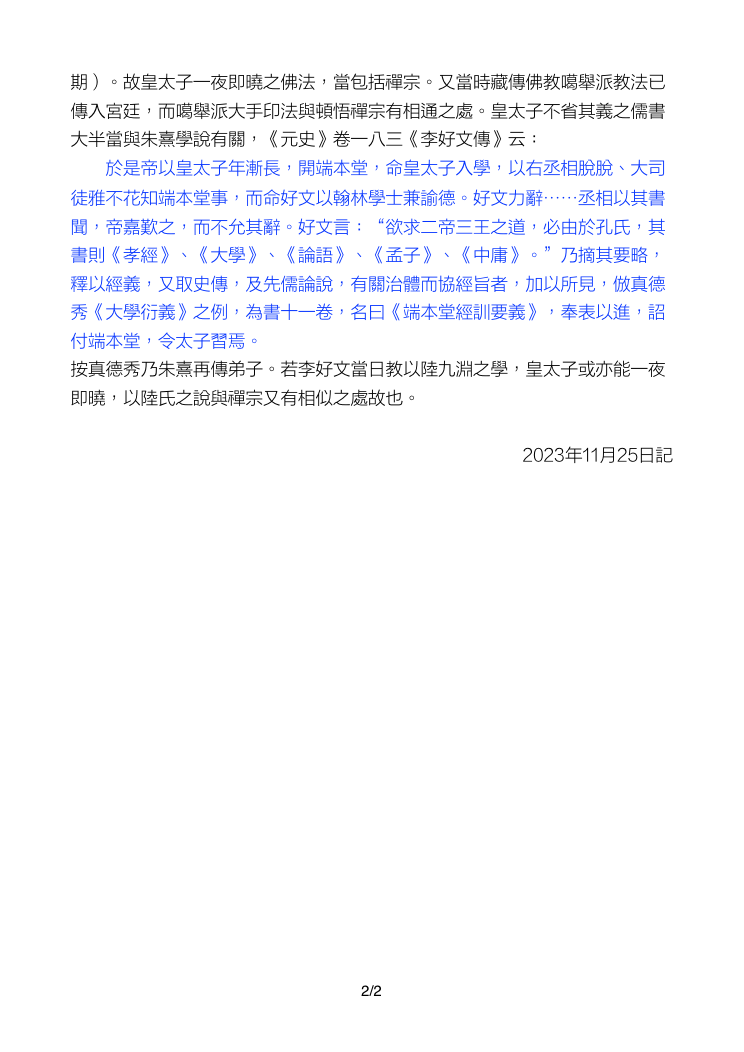 期）。故皇太子一夜即曉之佛法，當包括禪宗。又當時藏傳佛教噶舉派教法已
傳入宮廷，而噶舉派大手印法與頓悟禪宗有相通之處。皇太子不省其義之儒書
大半當與朱熹學說有關，《元史》卷一八三《李好文傳》云：
於是帝以皇太子年漸長，開端本堂，命皇太子入學，以右丞相脫脫、大司
徒雅不花知端本堂事，而命好文以翰林學士兼諭德。好文力辭……丞相以其書
聞，帝嘉歎之，而不允其辭。好文言：“欲求二帝三王之道，必由於孔氏，其
書則《孝經》、《大學》、《論語》、《孟子》、《中庸》。”乃摘其要略，
釋以經義，又取史傳，及先儒論說，有關治體而協經旨者，加以所見，倣真德
秀《大學衍義》之例，為書十一卷，名曰《端本堂經訓要義》，奉表以進，詔
付端本堂，令太子習焉。
按真德秀乃朱熹再傳弟子。若李好文當日教以陸九淵之學，皇太子或亦能一夜
即曉，以陸氏之說與禪宗又有相似之處故也。
2023年11月25日記
2/2